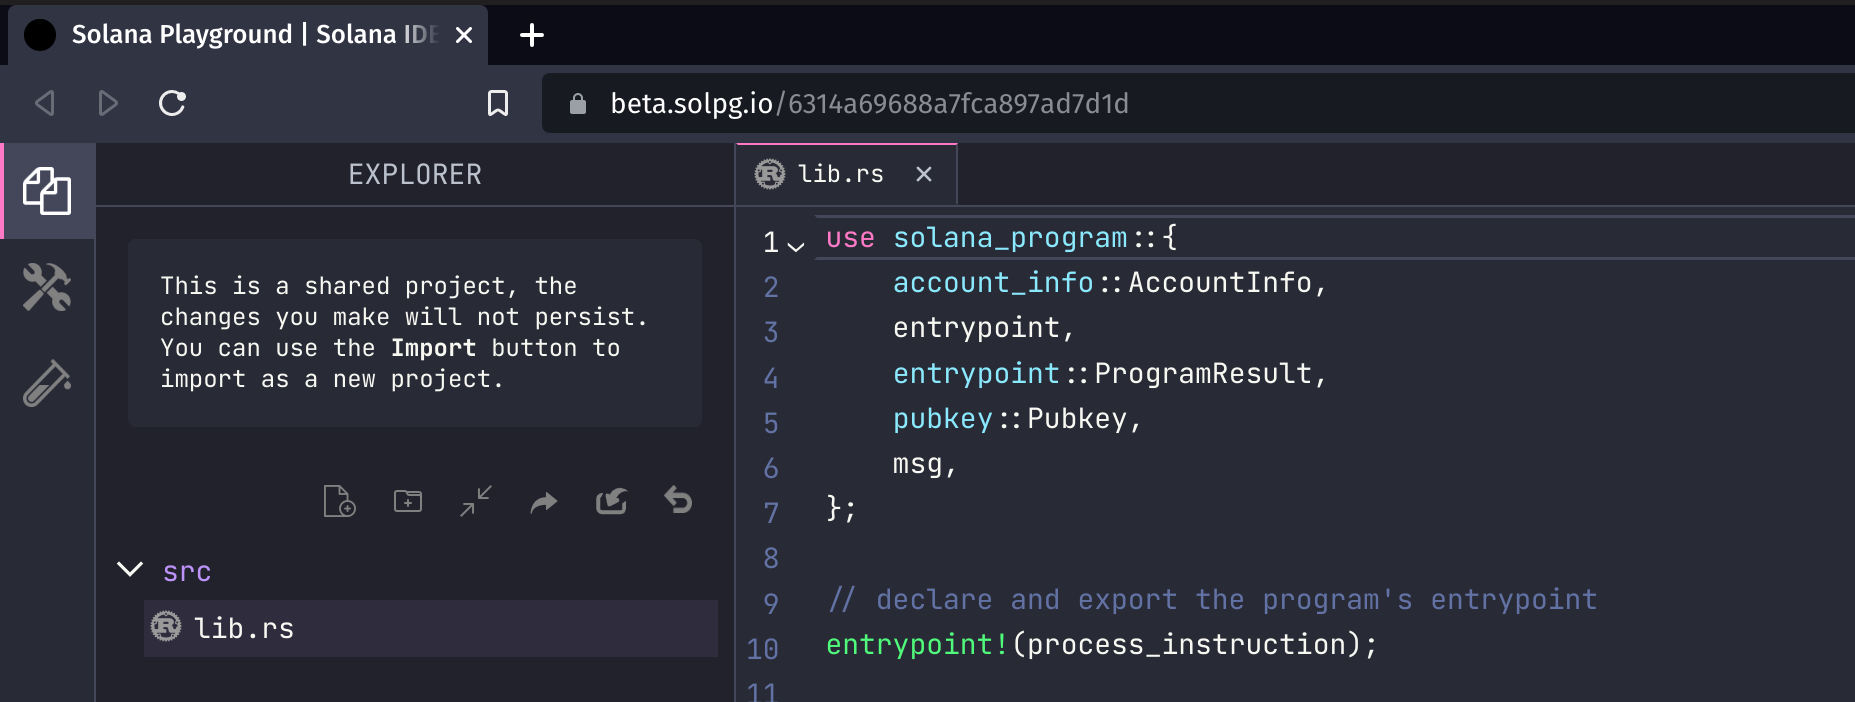 Solana Playground | Solana IDE
beta.solpg.io/6314a69688a7fca897ad7d1d
EXPLORER
This is a shared project, the
changes you make will not persist.
You can use the Import button to
import as a new project.
src
lib.rs
lib.rs
1 use solana_program::{
2 account_info::AccountInfo,
3 entrypoint,
4 entrypoint::ProgramResult,
5 pubkey::Pubkey,
6 msg,
7 };
8
9 // declare and export the program's entrypoint
10 entrypoint!(process_instruction);
11